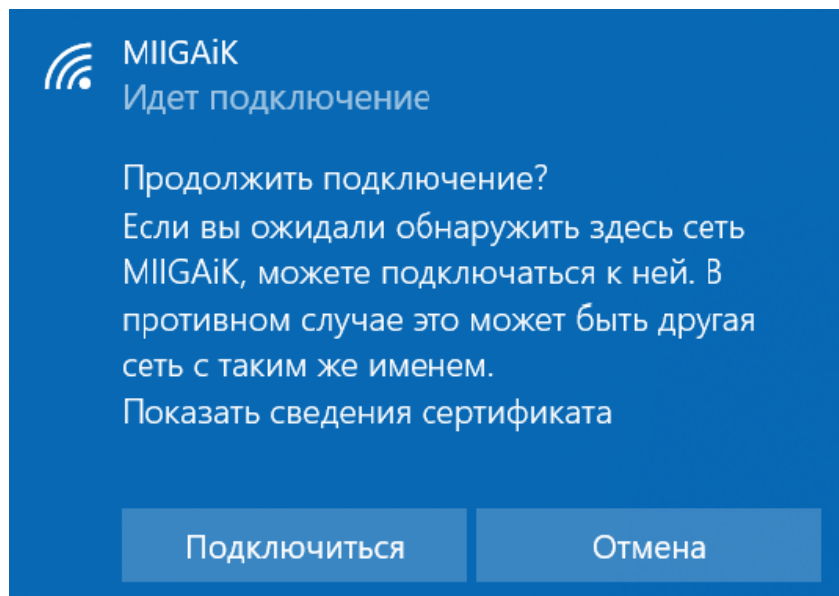 MIIGAiK
Идет подключение
Продолжить подключение?
Если вы ожидали обнаружить здесь сеть
MIIGAiK, можете подключаться к ней. В
противном случае это может быть другая
сеть с таким же именем.
Показать сведения сертификата
Подключиться
Отмена